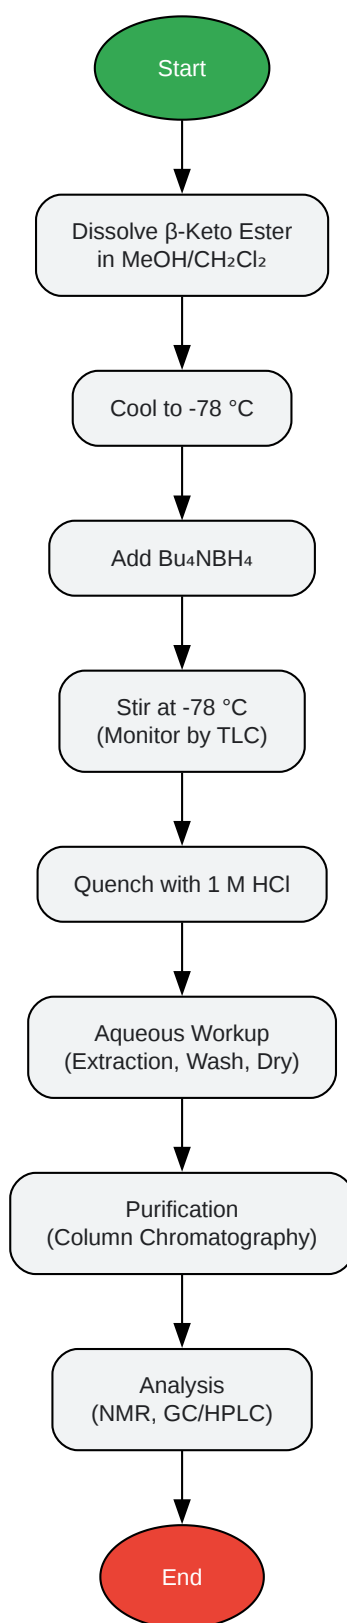 Start
Dissolve β-Keto Ester
in MeOH/CH₂Cl₂
Cool to -78 °C
Add Bu₄NBH₄
Stir at -78 °C
(Monitor by TLC)
Quench with 1 M HCl
Aqueous Workup
(Extraction, Wash, Dry)
Purification
(Column Chromatography)
Analysis
(NMR, GC/HPLC)
End